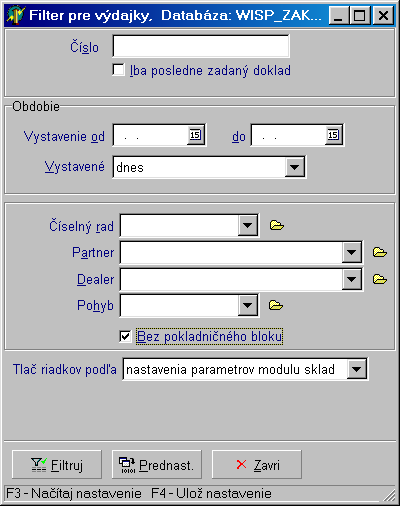 Filter pre výdajky, Databáza: WISP_ZAK...
Číslo
Iba posledne zadaný doklad
Obdobie
Vystavenie od . . 15 do . . 15
Vystavené dnes
Číselný rad
Partner
Dealer
Pohyb
Bez pokladničného bloku
Tlač riadkov podľa nastavenia parametrov modulu sklad
Filtruj Prednast. Zavri
F3 - Načítaj nastavenie F4 - Ulož nastavenie